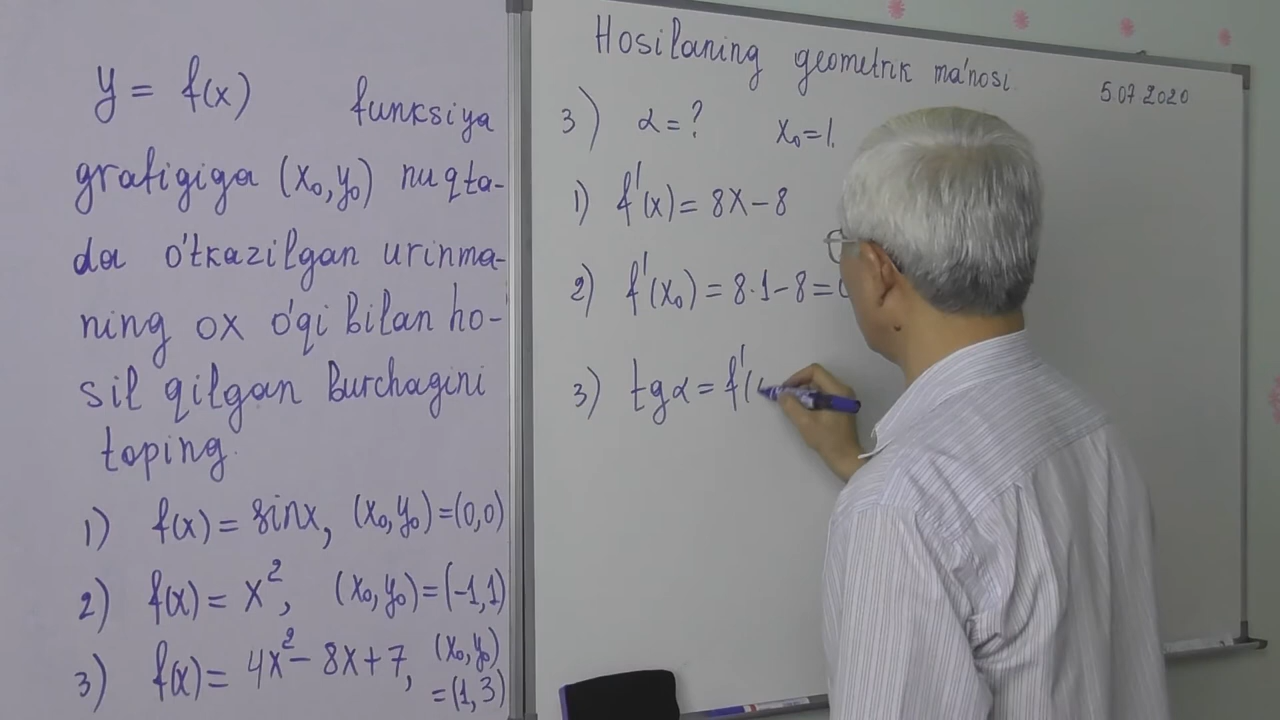 y = f(x) funksiya
grafigiga (x₀,y₀) nuqta-
da o'tkazilgan urinma-
ning ox o'qi bilan ho-
sil qilgan burchagini
toping.
1) f(x) = sinx, (x₀,y₀)=(0,0)
2) f(x) = x², (x₀,y₀)=(-1,1)
3) f(x) = 4x² - 8x + 7, (x₀,y₀)
=(1,3)
Hosilaning geometrik ma'nosi
5.07.2020
3) α = ? x₀=1.
1) f'(x) = 8x - 8
2) f'(x₀) = 8·1 - 8 =
3) tgα = f'(